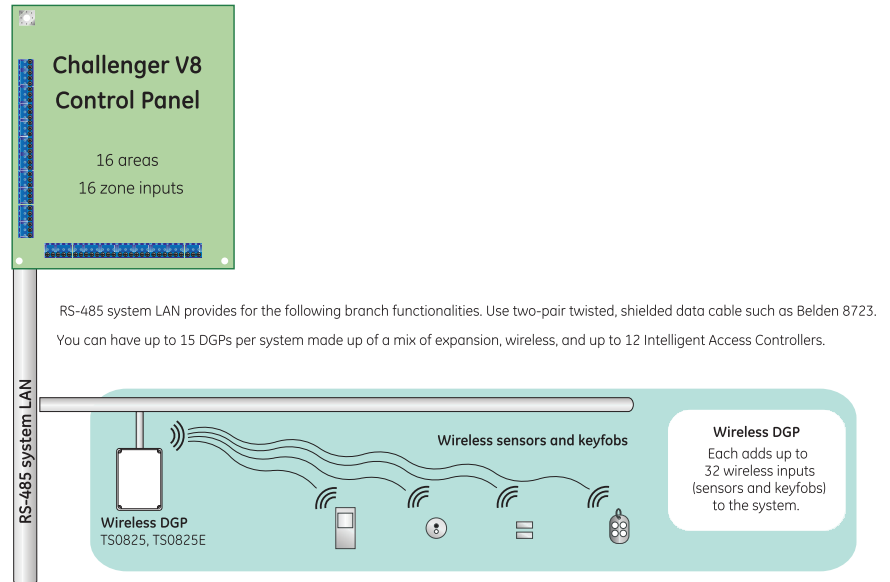 Challenger V8
Control Panel
16 areas
16 zone inputs
RS-485 system LAN provides for the following branch functionalities. Use two-pair twisted, shielded data cable such as Belden 8723.
You can have up to 15 DGPs per system made up of a mix of expansion, wireless, and up to 12 Intelligent Access Controllers.
RS-485 system LAN
Wireless sensors and keyfobs
Wireless DGP
TS0825, TS0825E
Wireless DGP
Each adds up to
32 wireless inputs
(sensors and keyfobs)
to the system.